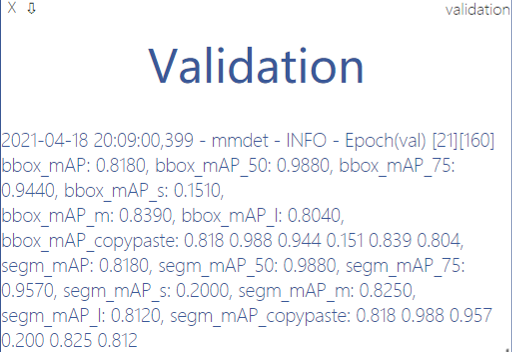 X ⇩
validation
Validation
2021-04-18 20:09:00,399 - mmdet - INFO - Epoch(val) [21][160]
bbox_mAP: 0.8180, bbox_mAP_50: 0.9880, bbox_mAP_75:
0.9440, bbox_mAP_s: 0.1510,
bbox_mAP_m: 0.8390, bbox_mAP_l: 0.8040,
bbox_mAP_copypaste: 0.818 0.988 0.944 0.151 0.839 0.804,
segm_mAP: 0.8180, segm_mAP_50: 0.9880, segm_mAP_75:
0.9570, segm_mAP_s: 0.2000, segm_mAP_m: 0.8250,
segm_mAP_l: 0.8120, segm_mAP_copypaste: 0.818 0.988 0.957
0.200 0.825 0.812